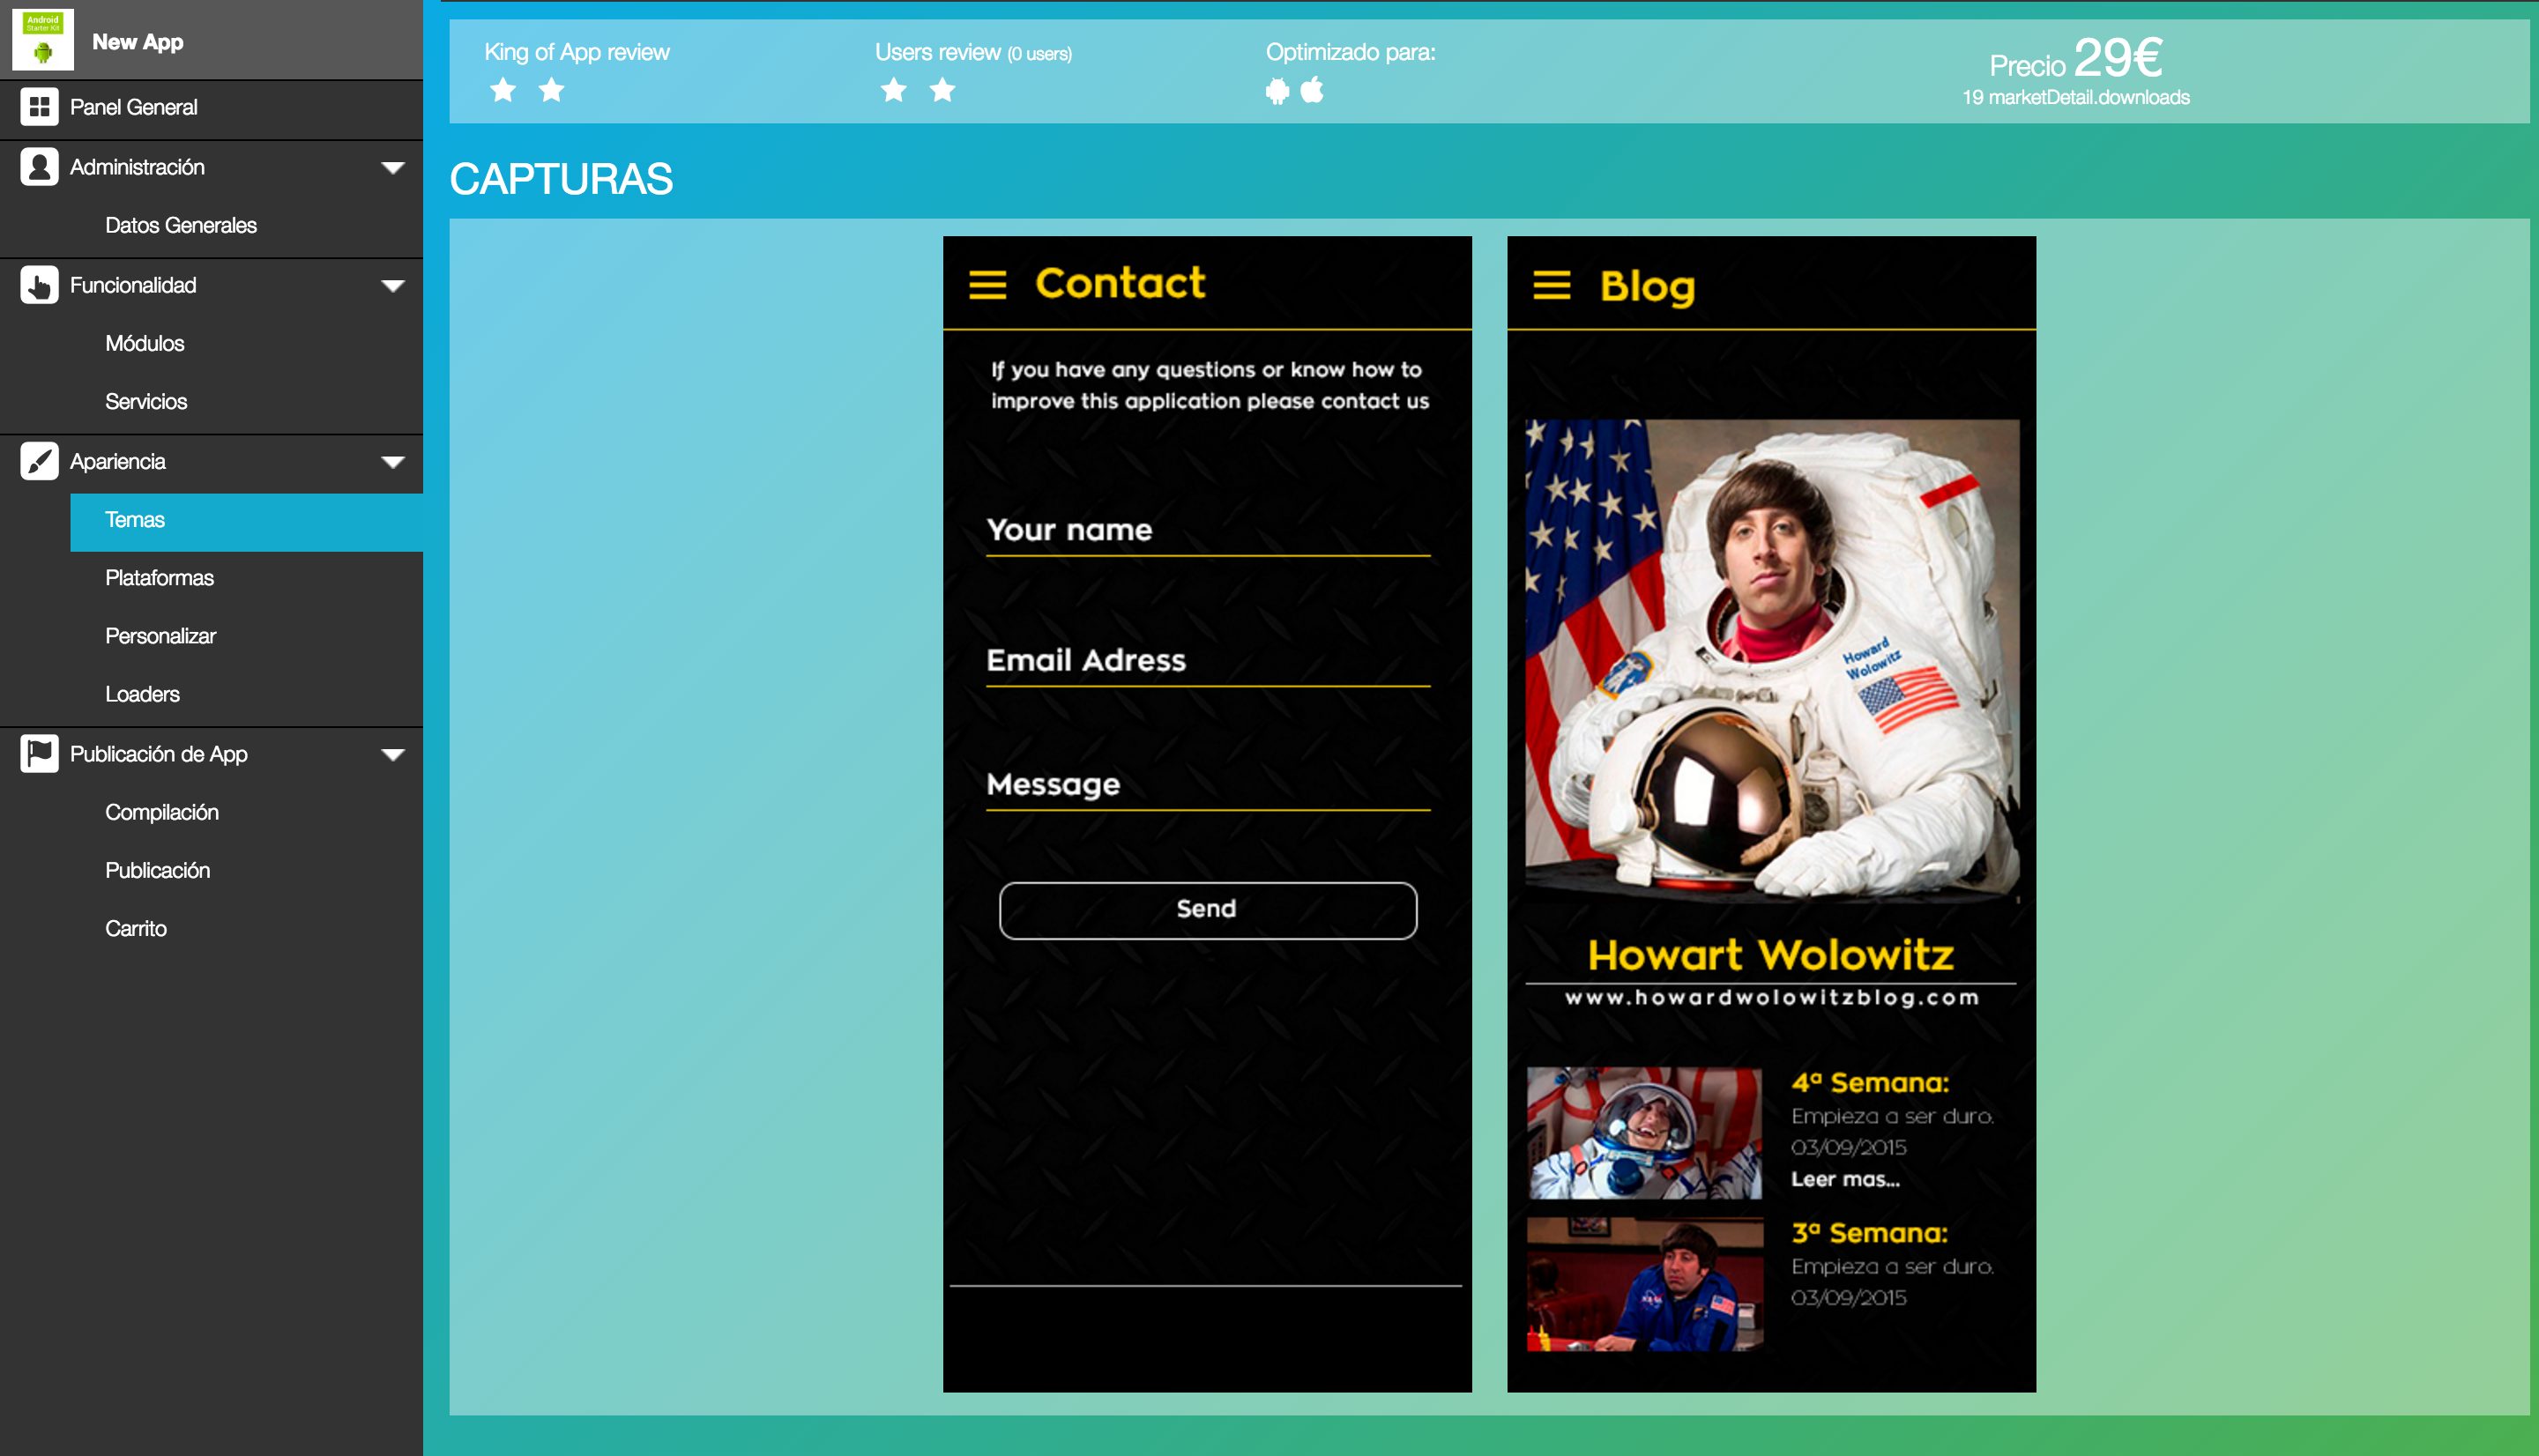 Android
Starter Kit
New App
Panel General
Administración
Datos Generales
Funcionalidad
Módulos
Servicios
Apariencia
Temas
Plataformas
Personalizar
Loaders
Publicación de App
Compilación
Publicación
Carrito
King of App review
Users review (0 users)
Optimizado para:
Precio 29€
19 marketDetail.downloads
CAPTURAS
Contact
If you have any questions or know how to
improve this application please contact us
Your name
Email Adress
Message
Send
Blog
Howard
Wolowitz
Howart Wolowitz
www.howardwolowitzblog.com
4ª Semana:
Empieza a ser duro.
03/09/2015
Leer mas...
3ª Semana:
Empieza a ser duro.
03/09/2015